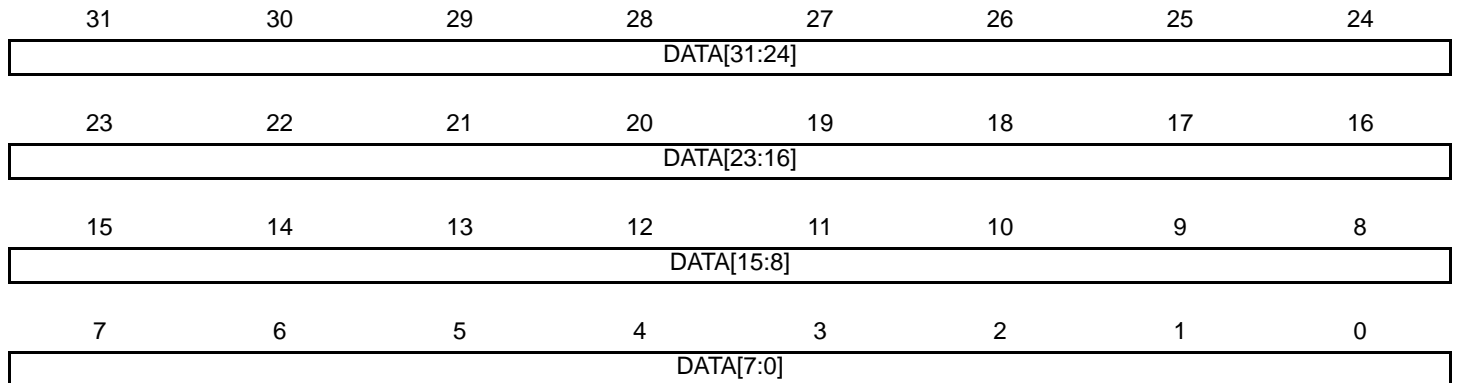 31 30 29 28 27 26 25 24
DATA[31:24]
23 22 21 20 19 18 17 16
DATA[23:16]
15 14 13 12 11 10 9 8
DATA[15:8]
7 6 5 4 3 2 1 0
DATA[7:0]